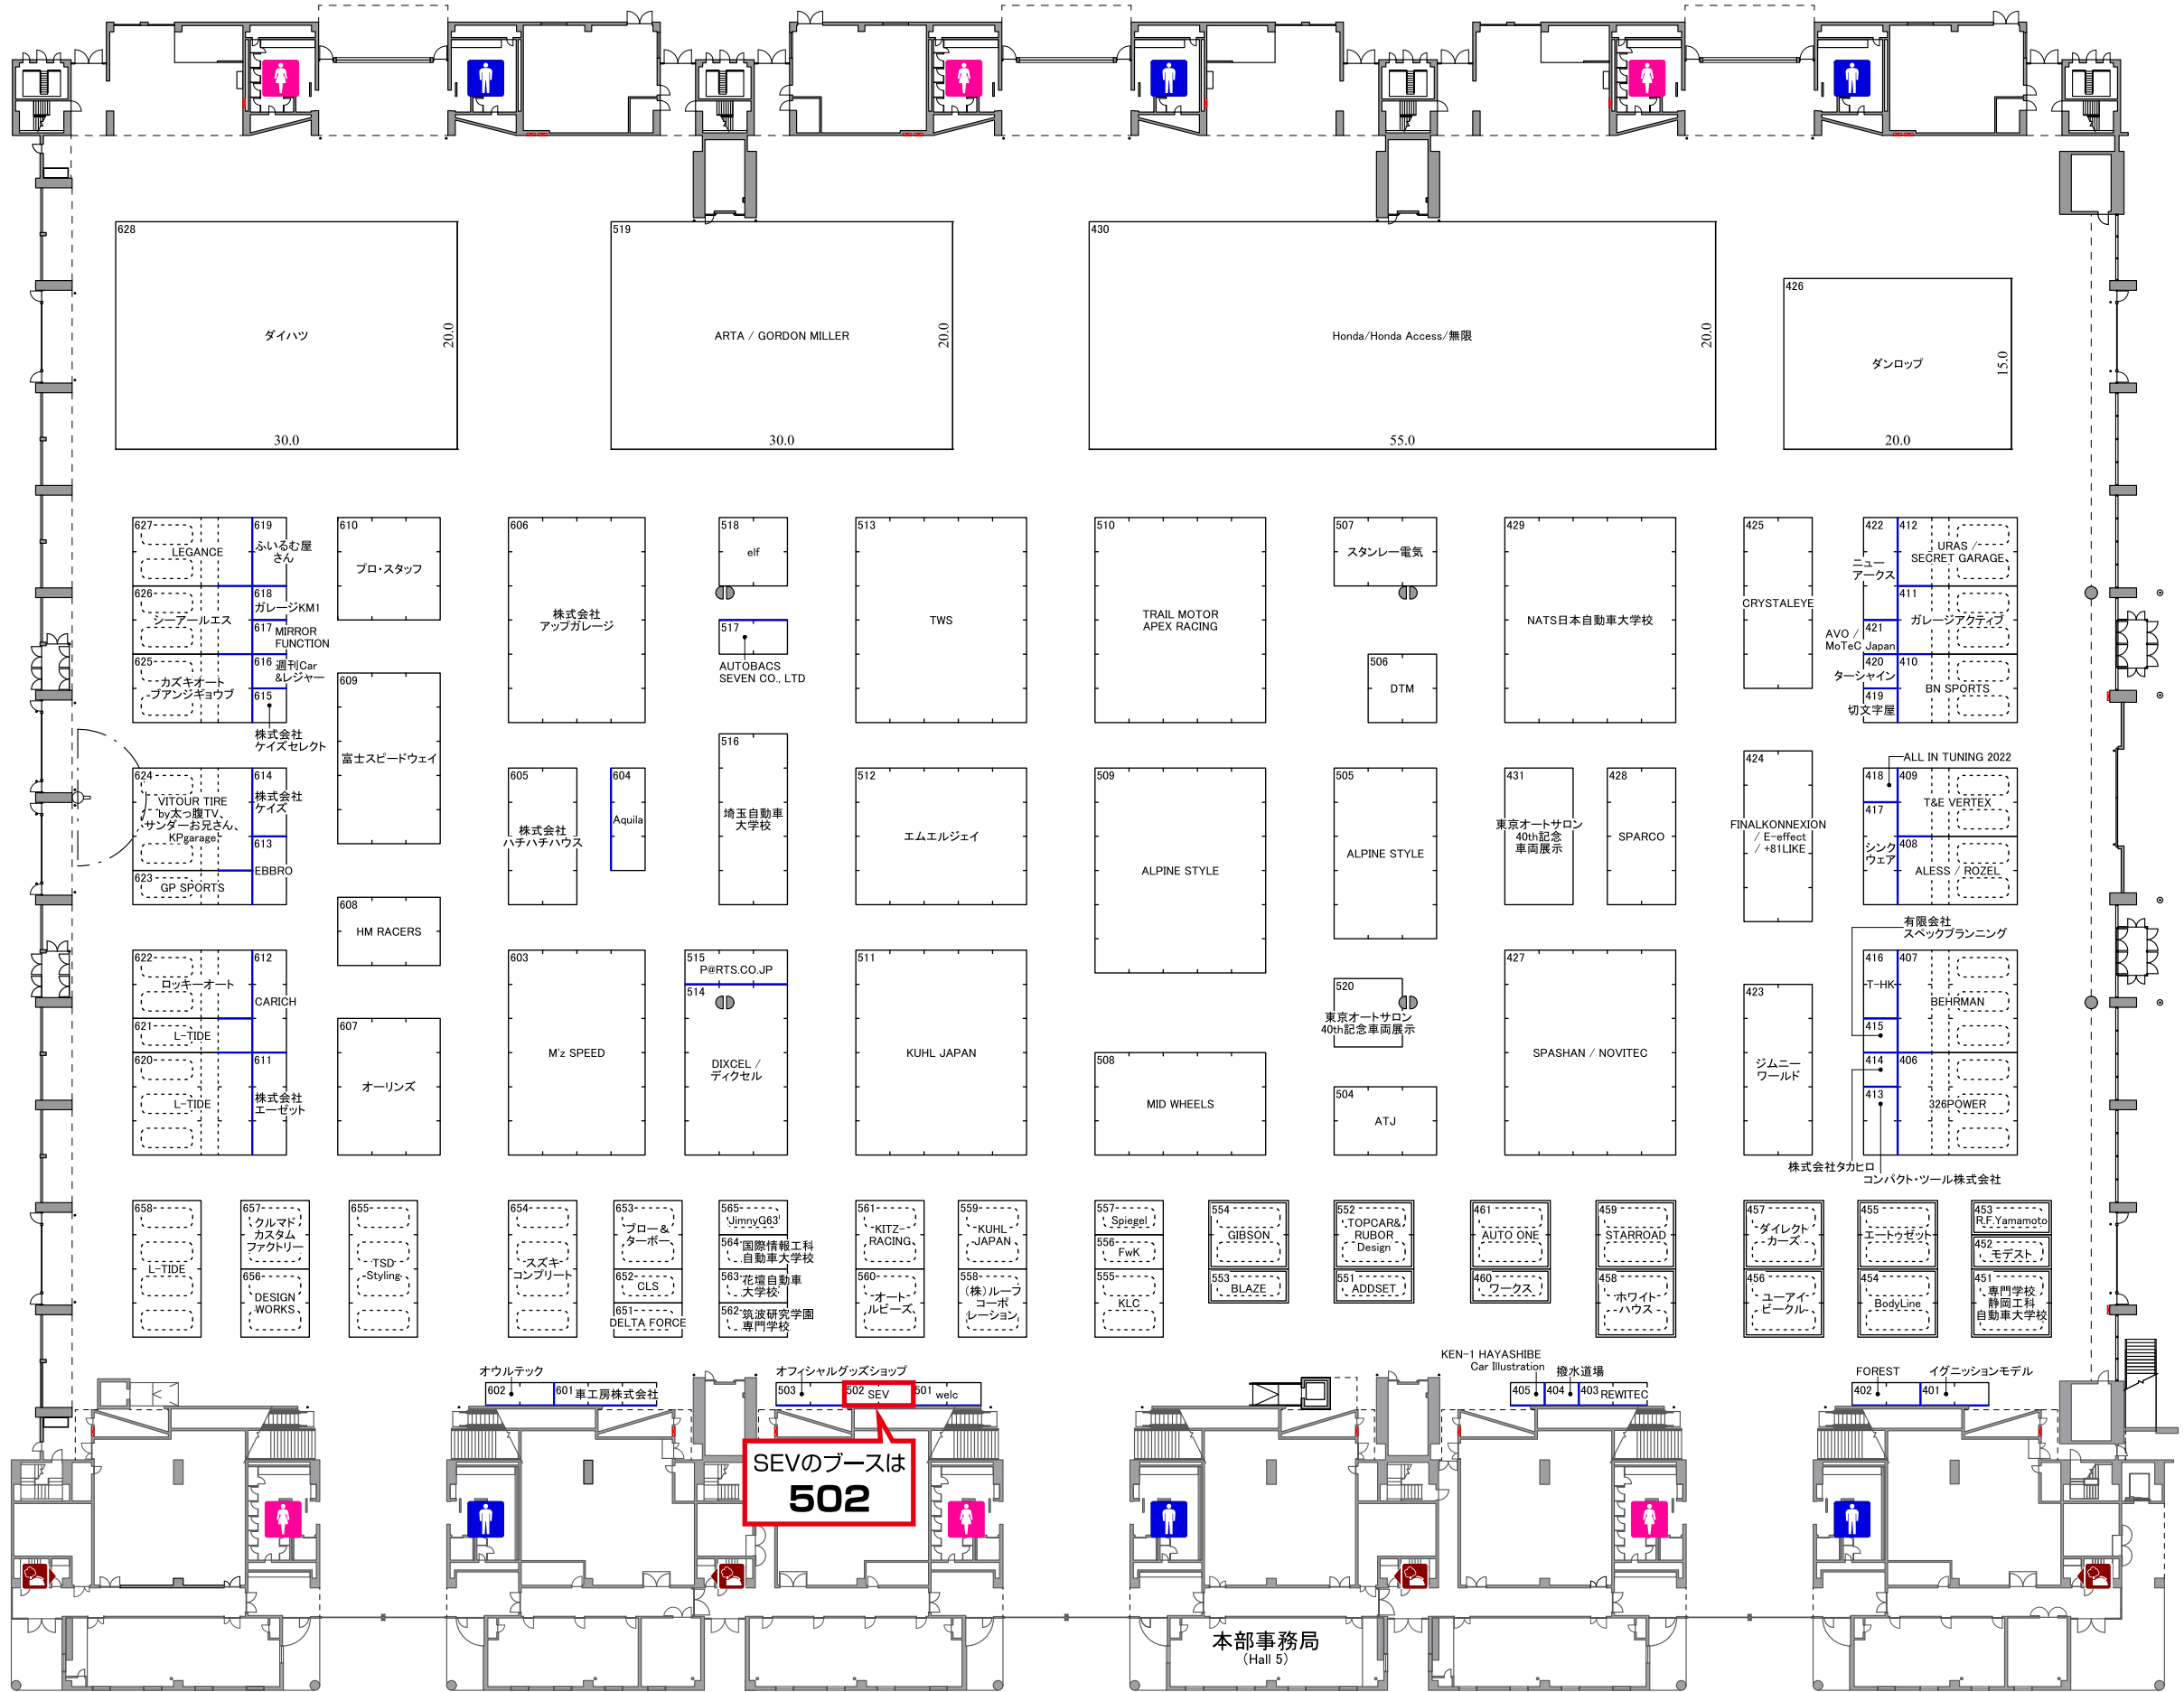 628
ダイハツ
20.0
30.0
519
ARTA / GORDON MILLER
20.0
30.0
430
Honda/Honda Access/無限
20.0
55.0
426
ダンロップ
15.0
20.0
627
LEGANCE
619
ふいるむ屋
さん
626
シーアールエス
618
ガレージKM1
617
MIRROR
FUNCTION
625
カズキオート
ブアンジギョウブ
616
週刊Car
&レジャー
615
株式会社
ケイズセレクト
610
プロ・スタッフ
609
富士スピードウェイ
606
株式会社
アップガレージ
518
elf
517
AUTOBACS
SEVEN CO., LTD
513
TWS
510
TRAIL MOTOR
APEX RACING
507
スタンレー電気
506
DTM
429
NATS日本自動車大学校
425
CRYSTALEYE
422
ニュー
アークス
412
URAS /
SECRET GARAGE
411
ガレージアクティブ
421
AVO /
MoTeC Japan
420
ターシャイン
410
BN SPORTS
419
切文字屋
624
VITOUR TIRE
by太っ腹TV、
サンダーお兄さん、
KPgarage
614
株式会社
ケイズ
613
EBBRO
623
GP SPORTS
608
HM RACERS
605
株式会社
ハチハチハウス
604
Aquila
516
埼玉自動車
大学校
512
エムエルジェイ
509
ALPINE STYLE
505
ALPINE STYLE
431
東京オートサロン
40th記念
車両展示
428
SPARCO
424
FINALKONNEXION
/ E-effect
/ +81LIKE
ALL IN TUNING 2022
418
409
T&E VERTEX
417
シンク
ウェア
408
ALESS / ROZEL
622
ロッキーオート
612
CARICH
621
L-TIDE
620
L-TIDE
611
株式会社
エーゼット
607
オーリンズ
603
M'z SPEED
515
P@RTS.CO.JP
514
DIXCEL /
ディクセル
511
KUHL JAPAN
508
MID WHEELS
520
東京オートサロン
40th記念車両展示
504
ATJ
427
SPASHAN / NOVITEC
423
ジムニー
ワールド
有限会社
スペックプランニング
416
T-HK
407
BEHRMAN
415
414
406
326POWER
413
株式会社タカヒロ
コンパクト・ツール株式会社
658
L-TIDE
657
クルマド
カスタム
ファクトリー
656
DESIGN
WORKS
655
TSD
Styling
654
スズキ
コンプリート
653
ブロー&
ターボー
652
CLS
651
DELTA FORCE
565
JimnyG63
564
国際情報工科
自動車大学校
563
花壇自動車
大学校
562
筑波研究学園
専門学校
561
KITZ-
RACING
560
オート
ルビーズ
559
KUHL
JAPAN
558
(株)ルーフ
コーポ
レーション
557
Spiegel
556
FwK
555
KLC
554
GIBSON
553
BLAZE
552
TOPCAR&
RUBOR
Design
551
ADDSET
461
AUTO ONE
460
ワークス
459
STARROAD
458
ホワイト
ハウス
457
ダイレクト
カーズ
456
ユーアイ
ビークル
455
エートゥゼット
454
BodyLine
453
R.F.Yamamoto
452
モデスト
451
専門学校
静岡工科
自動車大学校
オウルテック
602
601 車工房株式会社
オフィシャルグッズショップ
503
502 SEV
501 welc
KEN-1 HAYASHIBE
Car Illustration
撥水道場
405
404
403 REWITEC
FOREST
イグニッションモデル
402
401
SEVのブースは
502
本部事務局
(Hall 5)